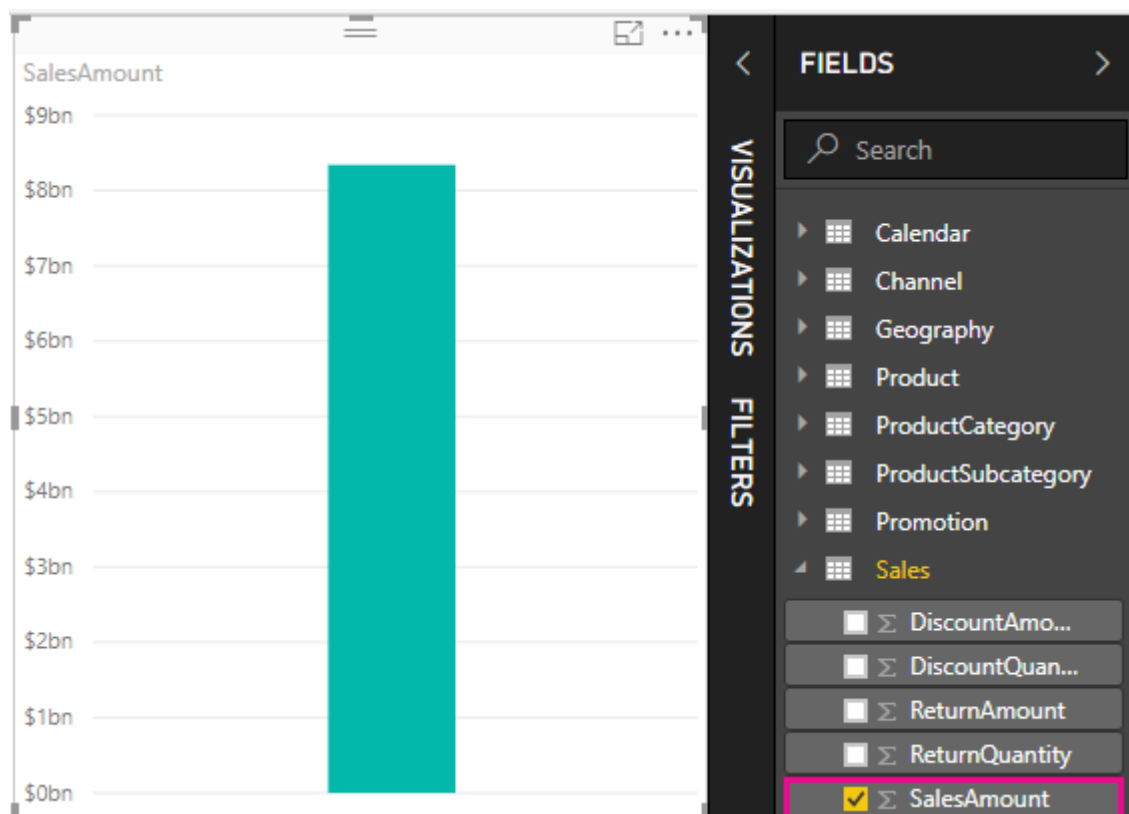 SalesAmount
$9bn
$8bn
$7bn
$6bn
$5bn
$4bn
$3bn
$2bn
$1bn
$0bn
VISUALIZATIONS
FILTERS
FIELDS
Search
Calendar
Channel
Geography
Product
ProductCategory
ProductSubcategory
Promotion
Sales
Σ DiscountAmo...
Σ DiscountQuan...
Σ ReturnAmount
Σ ReturnQuantity
Σ SalesAmount